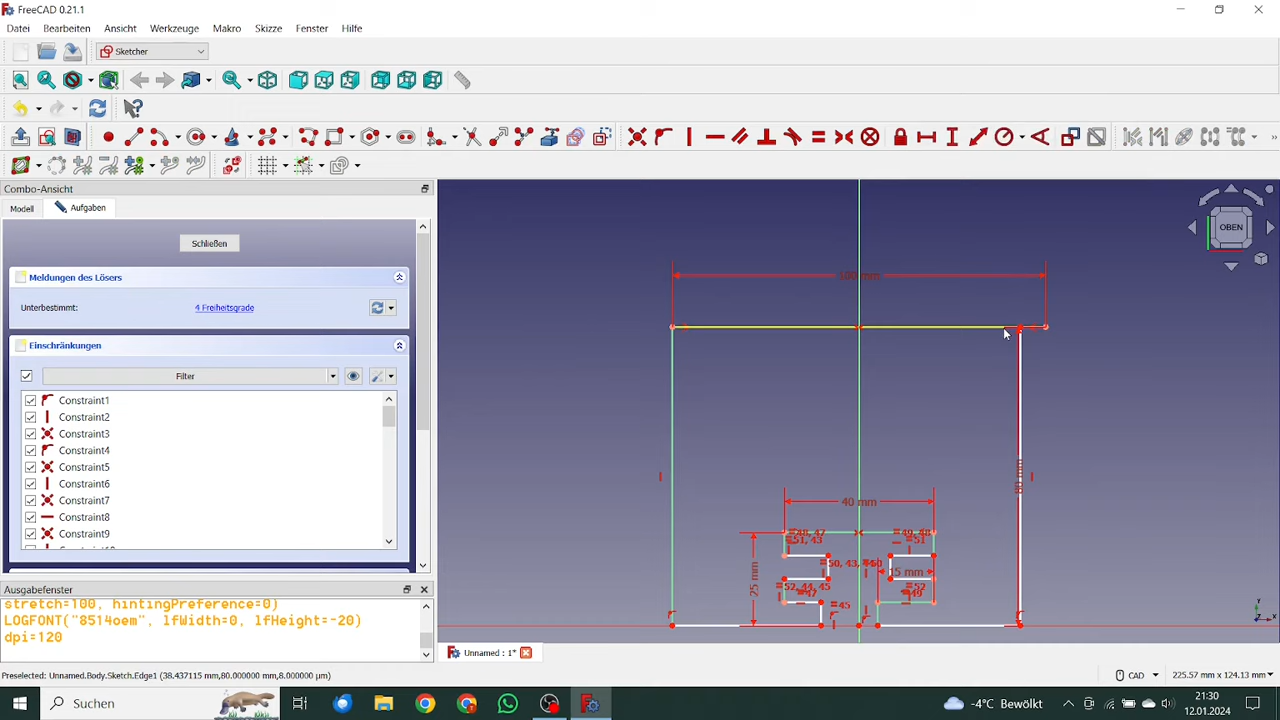 FreeCAD 0.21.1
Datei Bearbeiten Ansicht Werkzeuge Makro Skizze Fenster Hilfe
Sketcher
Combo-Ansicht
Modell Aufgaben
Schließen
Meldungen des Lösers
Unterbestimmt: 4 Freiheitsgrade
Einschränkungen
Filter
Constraint1
Constraint2
Constraint3
Constraint4
Constraint5
Constraint6
Constraint7
Constraint8
Constraint9
OBEN
100 mm
80 mm
40 mm
25 mm
15 mm
Ausgabefenster
stretch=100, hintingPreference=0)
LOGFONT("8514oem", lfWidth=0, lfHeight=-20)
dpi=120
Unnamed : 1*
Preselected: Unnamed.Body.Sketch.Edge1 (38.437115 mm,80.000000 mm,8.000000 µm)
CAD 225.57 mm x 124.13 mm
Suchen
-4°C Bewölkt
21:30
12.01.2024